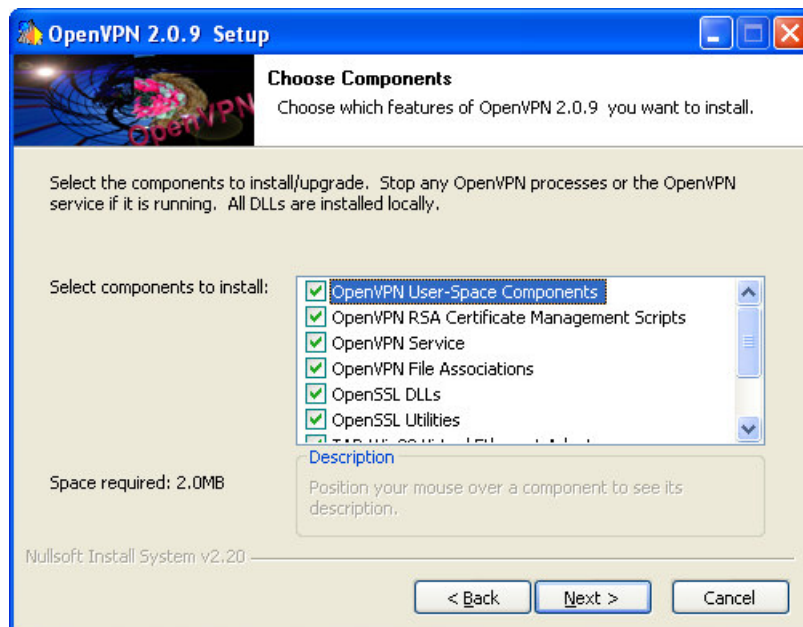 OpenVPN 2.0.9 Setup
OpenVPN
Choose Components
Choose which features of OpenVPN 2.0.9 you want to install.
Select the components to install/upgrade. Stop any OpenVPN processes or the OpenVPN
service if it is running. All DLLs are installed locally.
Select components to install:
OpenVPN User-Space Components
OpenVPN RSA Certificate Management Scripts
OpenVPN Service
OpenVPN File Associations
OpenSSL DLLs
OpenSSL Utilities
Space required: 2.0MB
Description
Position your mouse over a component to see its
description.
Nullsoft Install System v2.20
< Back
Next >
Cancel